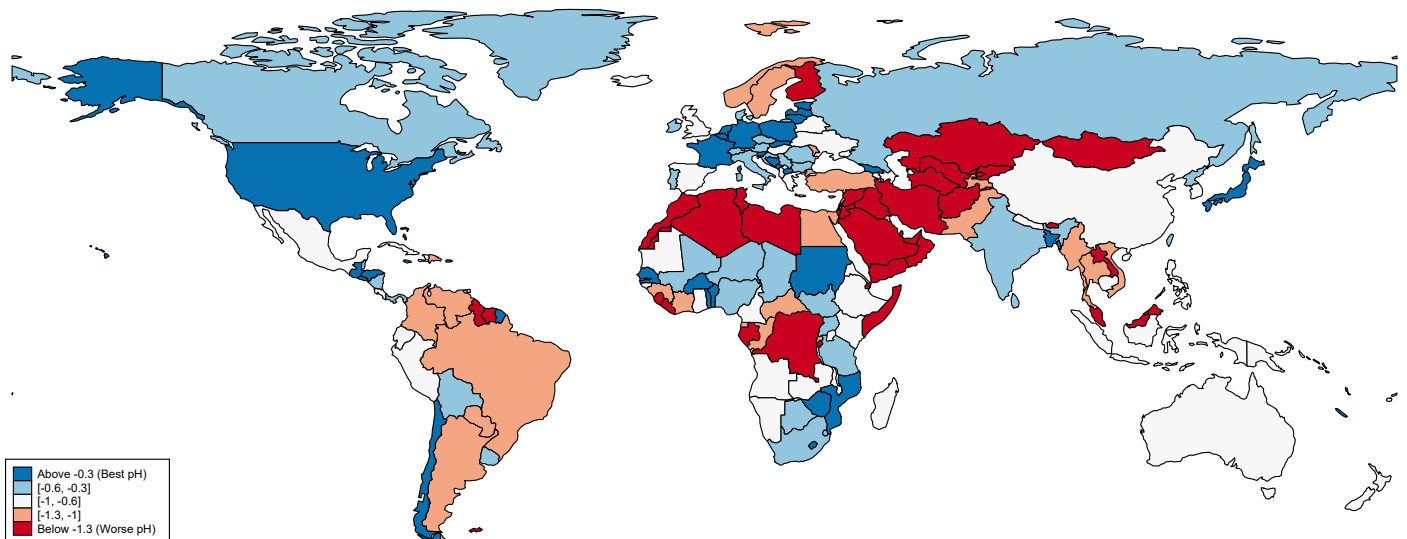 Above -0.3 (Best pH)
[-0.6, -0.3]
[-1, -0.6]
[-1.3, -1]
Below -1.3 (Worse pH)